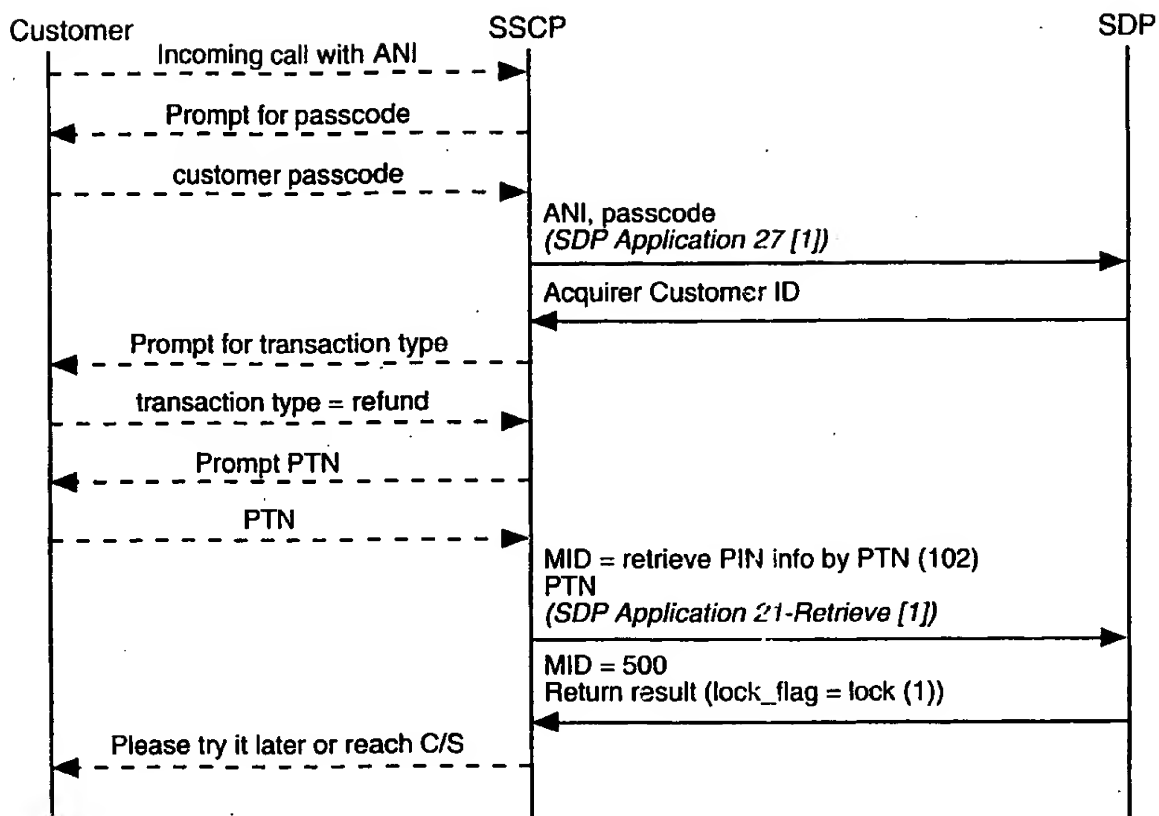 Customer
SSCP
SDP
Incoming call with ANI
Prompt for passcode
customer passcode
ANI, passcode
(SDP Application 27 [1])
Acquirer Customer ID
Prompt for transaction type
transaction type = refund
Prompt PTN
PTN
MID = retrieve PIN info by PTN (102)
PTN
(SDP Application 21-Retrieve [1])
MID = 500
Return result (lock_flag = lock (1))
Please try it later or reach C/S